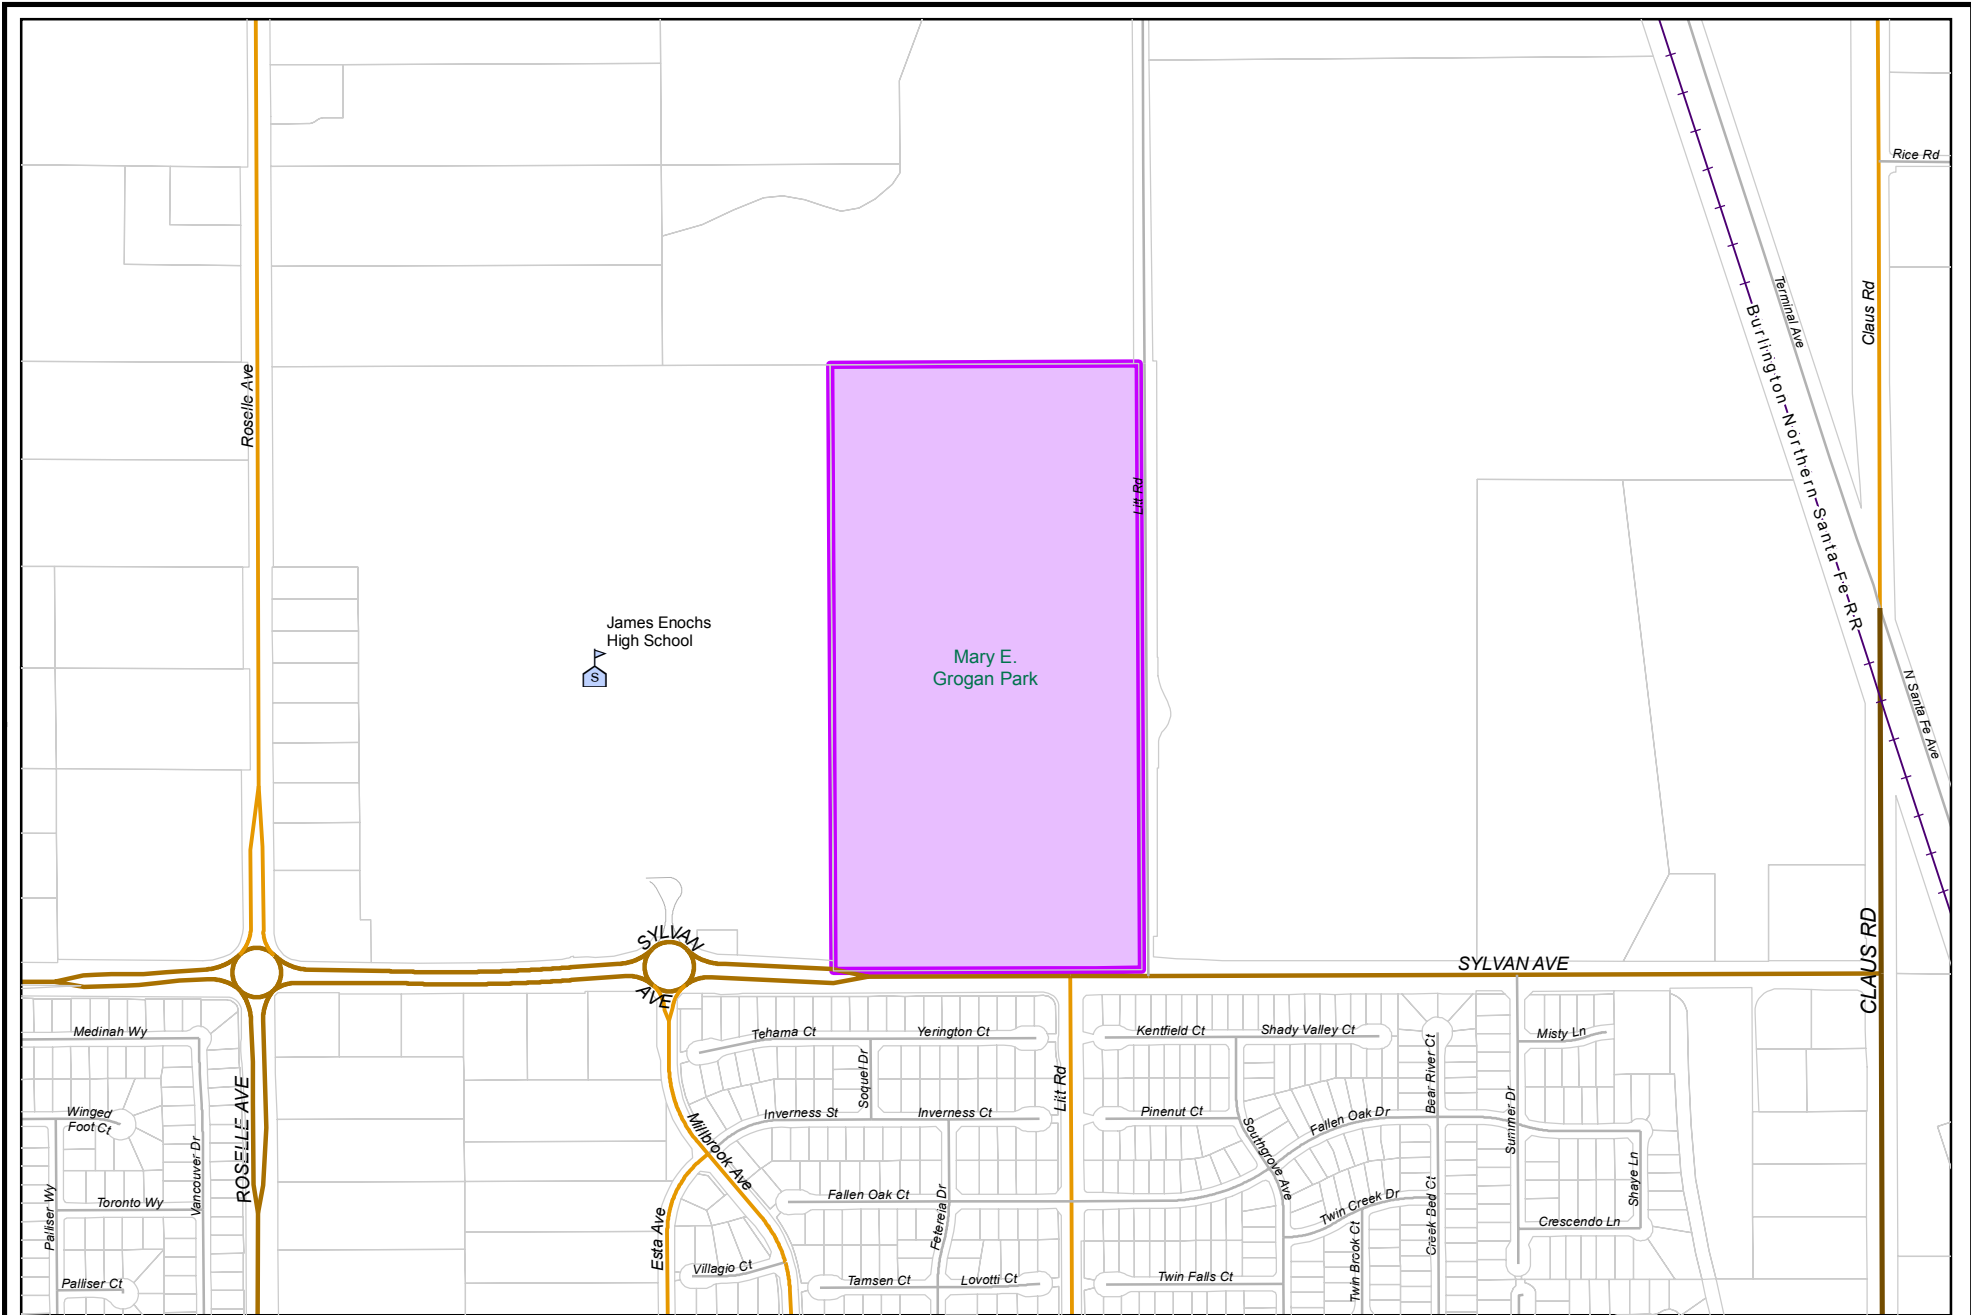 Rice Rd
Terminal Ave
Claus Rd
Burlington Northern Santa Fe RR
Roselle Ave
Litt Rd
James Enochs
High School
S
Mary E.
Grogan Park
N Santa Fe Ave
SYLVAN
AVE
SYLVAN AVE
CLAUS RD
Medinah Wy
Tehama Ct
Yerington Ct
Kentfield Ct
Shady Valley Ct
Misty Ln
Soquel Dr
Litt Rd
Bear River Ct
Summer Dr
ROSELLE AVE
Winged
Foot Ct
Inverness St
Inverness Ct
Pinenut Ct
Fallen Oak Dr
Millbrook Ave
Southgrove Ave
Vancouver Dr
Palliser Wy
Toronto Wy
Fallen Oak Ct
Fetereia Dr
Twin Creek Dr
Creek Bed Ct
Shaye Ln
Crescendo Ln
Esta Ave
Twin Brook Ct
Villagio Ct
Palliser Ct
Tamsen Ct
Lovotti Ct
Twin Falls Ct